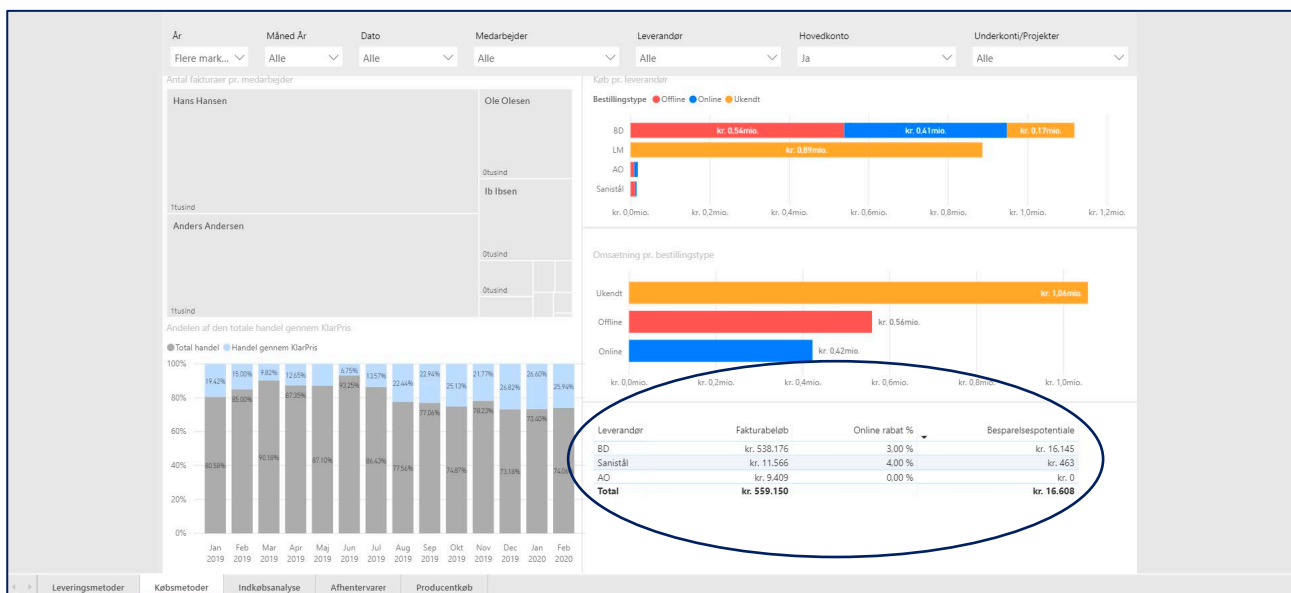 År Måned År Dato Medarbejder Leverandør Hovedkonto Underkonti/Projekter
Flere mark... Alle Alle Alle Alle Ja Alle
Antal fakturaer pr. medarbejder
Hans Hansen
1tusind
Anders Andersen
1tusind
Ole Olesen
0tusind
Ib Ibsen
0tusind
0tusind
Andelen af den totale handel gennem KlarPris
Total handel Handel gennem KlarPris
100%
80%
60%
40%
20%
0%
19.42% 15.00% 9.82% 12.65% 6.75% 13.57% 22.44% 22.94% 25.13% 21.77% 26.82% 26.60% 25.94%
80.58% 85.00% 90.18% 87.35% 87.10% 93.25% 86.43% 77.56% 77.06% 74.87% 78.23% 73.18% 73.40% 74.06%
Jan Feb Mar Apr Maj Jun Jul Aug Sep Okt Nov Dec Jan Feb
2019 2019 2019 2019 2019 2019 2019 2019 2019 2019 2019 2019 2020 2020
Køb pr. leverandør
Bestillingstype Offline Online Ukendt
BD kr. 0,54mio. kr. 0,41mio. kr. 0,17mio.
LM kr. 0,89mio.
AO
Sanistål
kr. 0,0mio. kr. 0,2mio. kr. 0,4mio. kr. 0,6mio. kr. 0,8mio. kr. 1,0mio. kr. 1,2mio.
Omsætning pr. bestillingstype
Ukendt kr. 1,06mio.
Offline kr. 0,56mio.
Online kr. 0,42mio.
kr. 0,0mio. kr. 0,2mio. kr. 0,4mio. kr. 0,6mio. kr. 0,8mio. kr. 1,0mio.
Leverandør Fakturabeløb Online rabat % Besparelsespotentiale
BD kr. 538.176 3,00 % kr. 16.145
Sanistål kr. 11.566 4,00 % kr. 463
AO kr. 9.409 0,00 % kr. 0
Total kr. 559.150 kr. 16.608
Leveringsmetoder Købsmetoder Indkøbsanalyse Afhentervarer Producentkøb